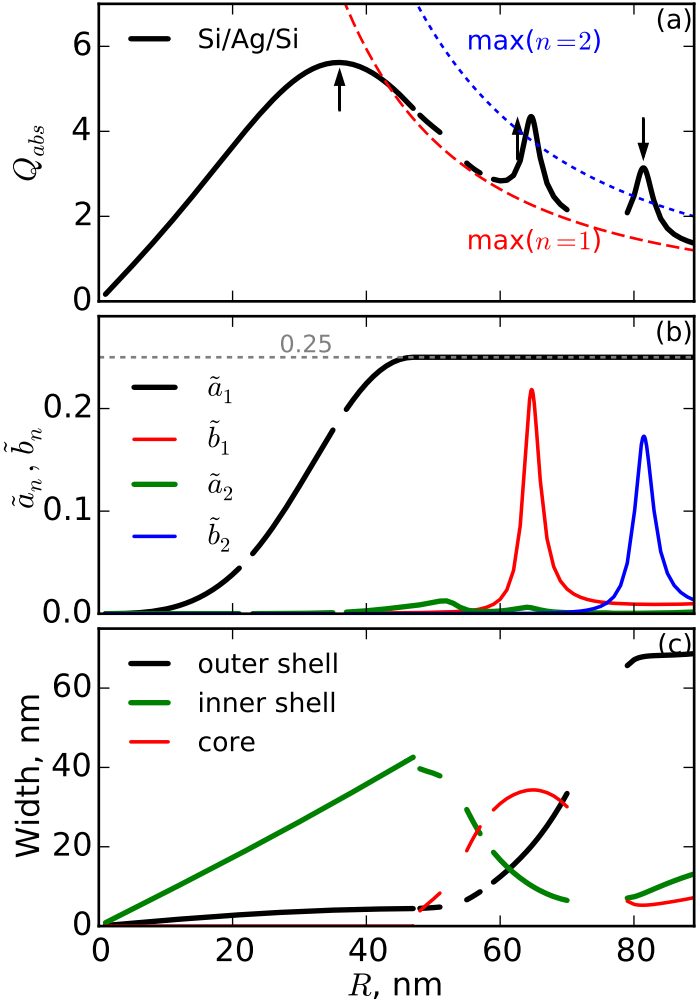 (a)
6
4
2
0
Q_abs
Si/Ag/Si
max(n=2)
max(n=1)
(b)
0.25
0.2
0.1
0.0
ã_n, b̃_n
ã_1
b̃_1
ã_2
b̃_2
(c)
60
40
20
0
Width, nm
outer shell
inner shell
core
0 20 40 60 80
R, nm